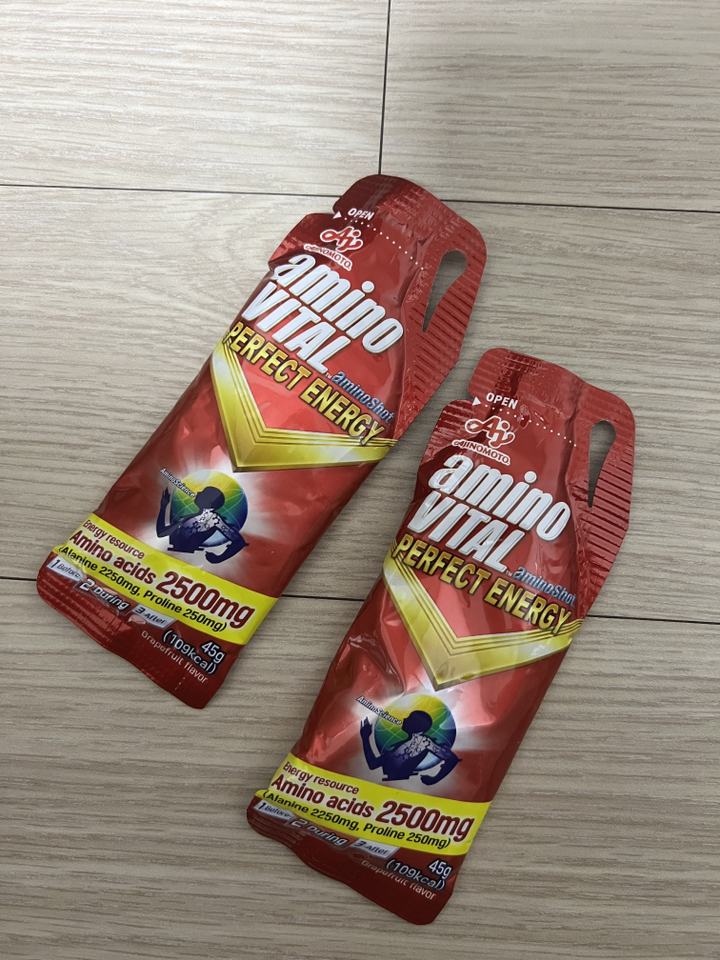 OPEN
Aj
AJINOMOTO
amino
VITAL
aminoShot
PERFECT ENERGY
AminoScience
Energy resource
Amino acids 2500mg
(Alanine 2250mg, Proline 250mg)
1 Before 2 During 3 After
45g
(109kcal)
Grapefruit flavor
OPEN
Aj
AJINOMOTO
amino
VITAL
aminoShot
PERFECT ENERGY
AminoScience
Energy resource
Amino acids 2500mg
(Alanine 2250mg, Proline 250mg)
1 Before 2 During 3 After
45g
(109kcal)
Grapefruit flavor